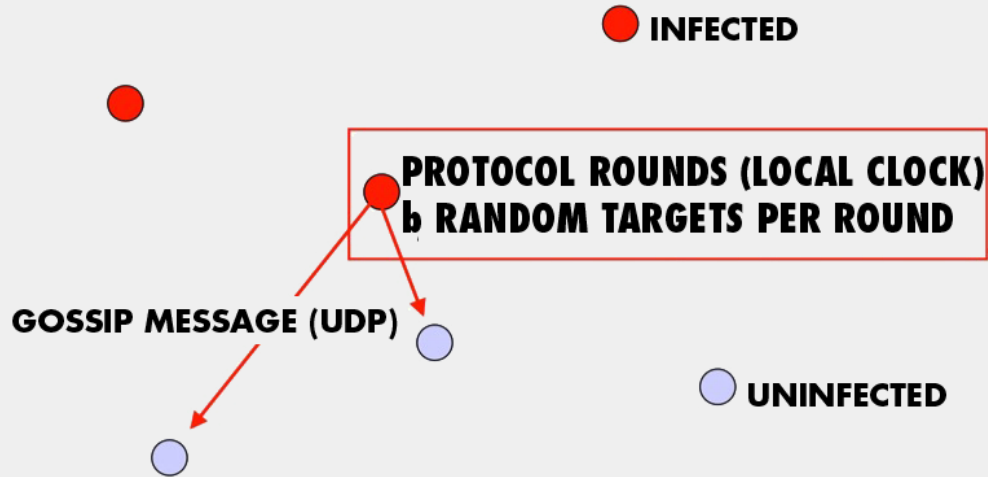 INFECTED
PROTOCOL ROUNDS (LOCAL CLOCK)
b RANDOM TARGETS PER ROUND
GOSSIP MESSAGE (UDP)
UNINFECTED